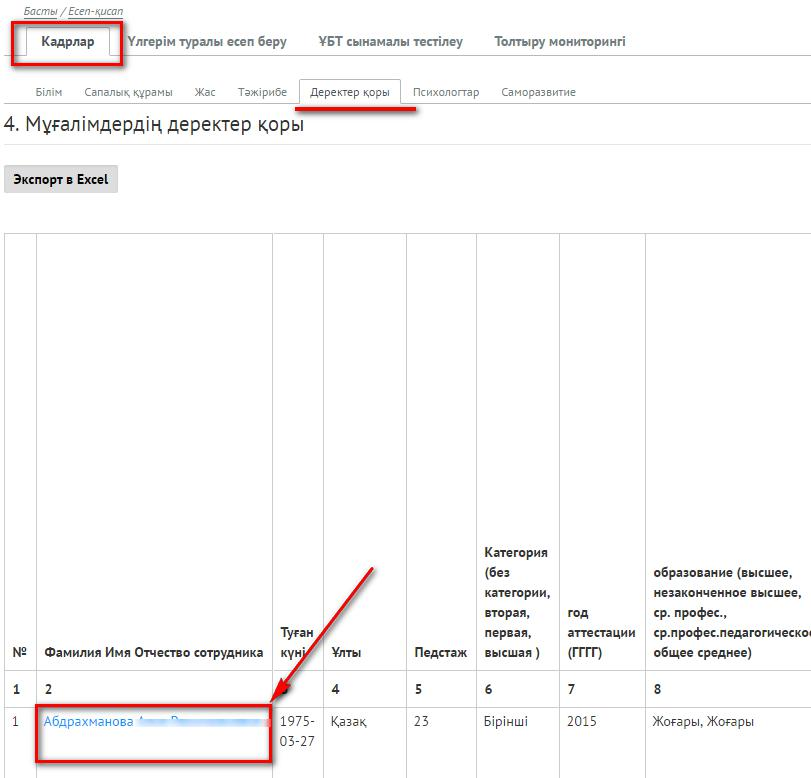 Басты / Есеп-қисап
Кадрлар Үлгерім туралы есеп беру ҰБТ сынамалы тестілеу Толтыру мониторингі
Білім Сапалық құрамы Жас Тәжірибе Деректер қоры Психологтар Саморазвитие
4. Мұғалімдердің деректер қоры
Экспорт в Excel
№
Фамилия Имя Отчество сотрудника
Туған
күні
Ұлты
Педстаж
Категория
(без
категории,
вторая,
первая,
высшая )
год
аттестации
(ГГГГ)
образование (высшее,
незаконченное высшее,
ср. профес.,
ср.профес.педагогическое
общее среднее)
1 2 3 4 5 6 7 8
1 Абдрахманова 1975- Қазақ 23 Бірінші 2015 Жоғары, Жоғары
03-27